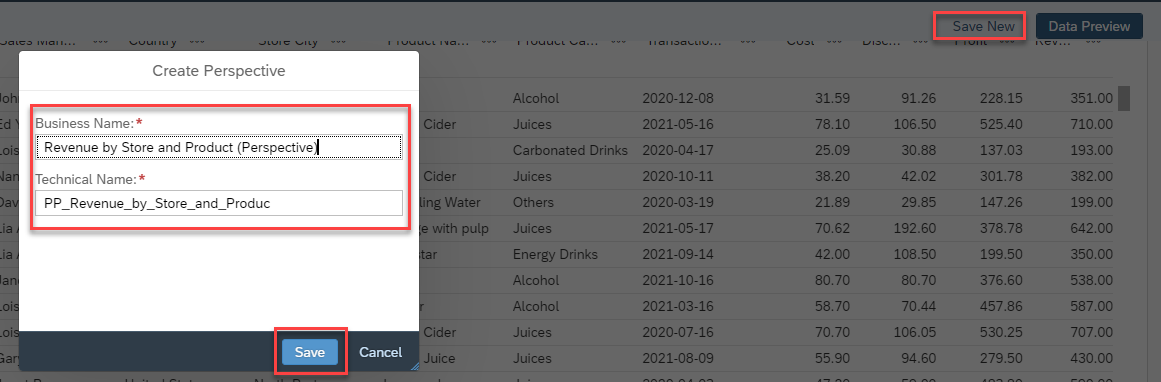 Save New
Data Preview
Sales Man... Country Store City Product Na... Product Ca... Transactio... Cost Disc... Profit Rev...
Create Perspective
Alcohol 2020-12-08 31.59 91.26 228.15 351.00
Business Name:*
Ed Cider Juices 2021-05-16 78.10 106.50 525.40 710.00
Revenue by Store and Product (Perspective)
Lois Carbonated Drinks 2020-04-17 25.09 30.88 137.03 193.00
Technical Name:*
Cider Juices 2020-10-11 38.20 42.02 301.78 382.00
PP_Revenue_by_Store_and_Produc
Water Others 2020-03-19 21.89 29.85 147.26 199.00
Lia with pulp Juices 2021-05-17 70.62 192.60 378.78 642.00
Lia Energy Drinks 2021-09-14 42.00 108.50 199.50 350.00
Alcohol 2021-10-16 80.70 80.70 376.60 538.00
Lois Alcohol 2021-03-16 58.70 70.44 457.86 587.00
Lois Cider Juices 2020-07-16 70.70 106.05 530.25 707.00
Save
Cancel
Juice Juices 2021-08-09 55.90 94.60 279.50 430.00